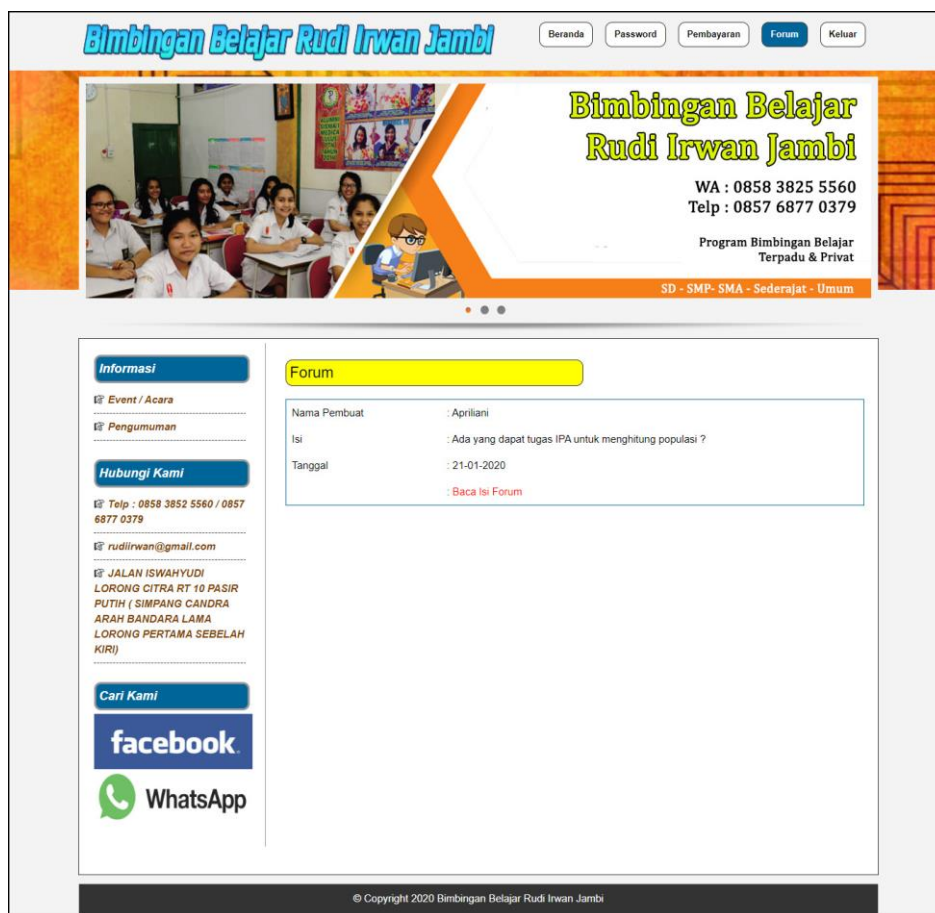 Bimbingan Belajar Rudi Irwan Jambi
Beranda
Password
Pembayaran
Forum
Keluar
Bimbingan Belajar
Rudi Irwan Jambi
WA : 0858 3825 5560
Telp : 0857 6877 0379
Program Bimbingan Belajar
Terpadu & Privat
SD - SMP- SMA - Sederajat - Umum
Informasi
Event / Acara
Pengumuman
Hubungi Kami
Telp : 0858 3852 5560 / 0857
6877 0379
rudiirwan@gmail.com
JALAN ISWAHYUDI
LORONG CITRA RT 10 PASIR
PUTIH ( SIMPANG CANDRA
ARAH BANDARA LAMA
LORONG PERTAMA SEBELAH
KIRI)
Cari Kami
facebook.
WhatsApp
Forum
Nama Pembuat : Apriliani
Isi : Ada yang dapat tugas IPA untuk menghitung populasi ?
Tanggal : 21-01-2020
: Baca Isi Forum
© Copyright 2020 Bimbingan Belajar Rudi Irwan Jambi